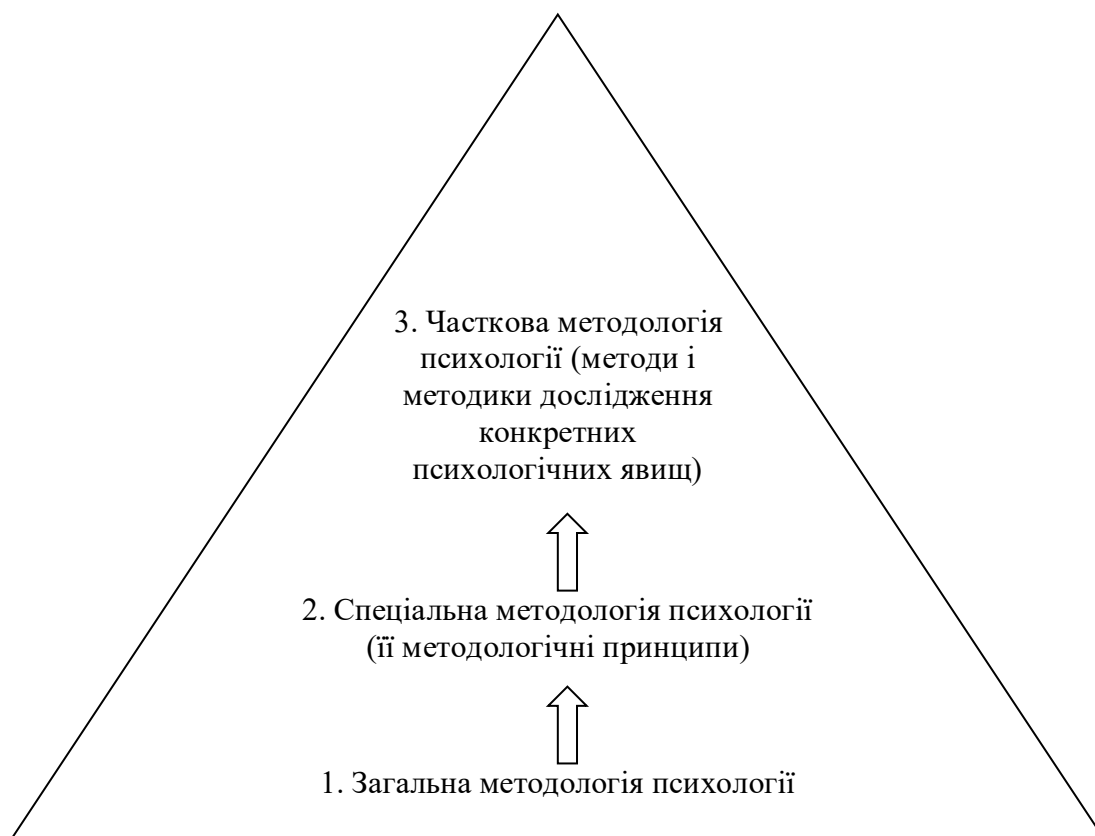 3. Часткова методологія
психології (методи і
методики дослідження
конкретних
психологічних явищ)
2. Спеціальна методологія психології
(її методологічні принципи)
1. Загальна методологія психології